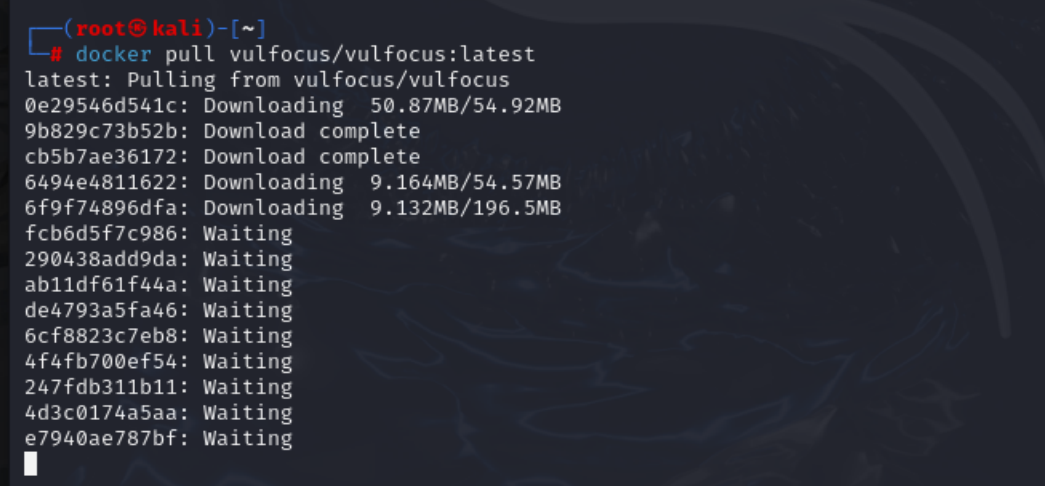 ┌──(root㉿kali)-[~]
└─# docker pull vulfocus/vulfocus:latest
latest: Pulling from vulfocus/vulfocus
0e29546d541c: Downloading  50.87MB/54.92MB
9b829c73b52b: Download complete
cb5b7ae36172: Download complete
6494e4811622: Downloading  9.164MB/54.57MB
6f9f74896dfa: Downloading  9.132MB/196.5MB
fcb6d5f7c986: Waiting
290438add9da: Waiting
ab11df61f44a: Waiting
de4793a5fa46: Waiting
6cf8823c7eb8: Waiting
4f4fb700ef54: Waiting
247fdb311b11: Waiting
4d3c0174a5aa: Waiting
e7940ae787bf: Waiting